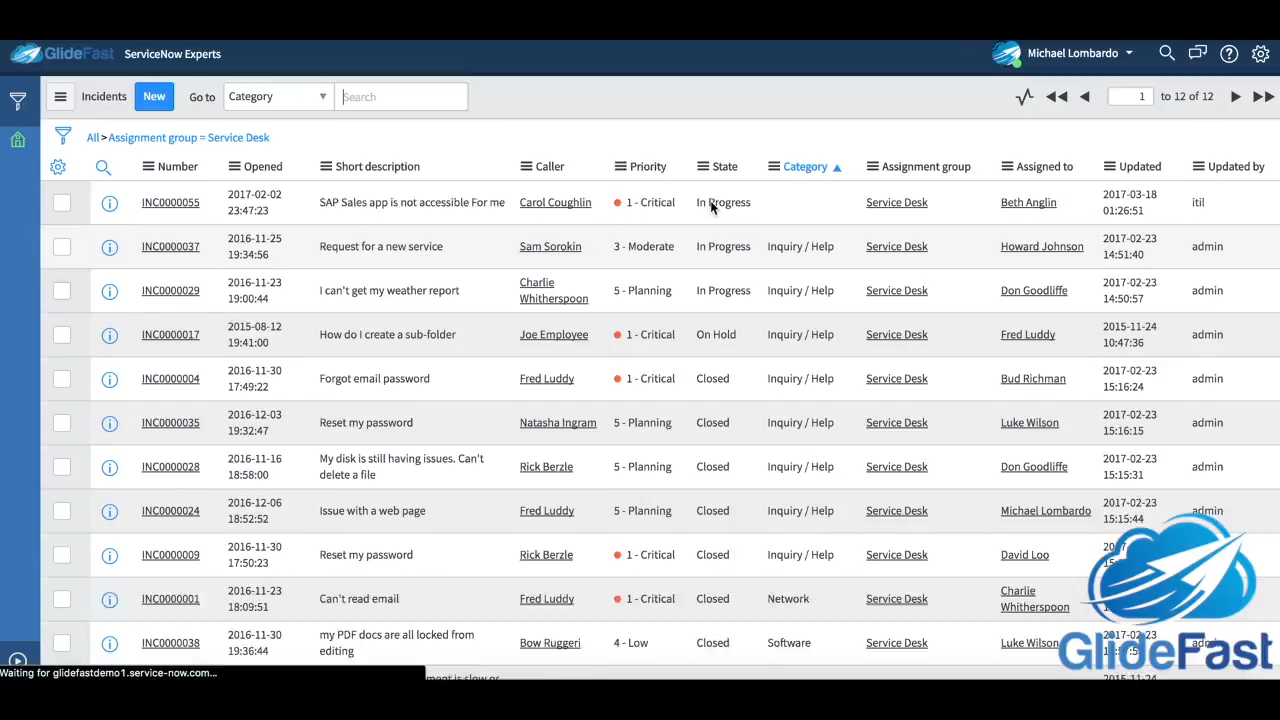 GlideFast ServiceNow Experts Michael Lombardo
Incidents New Go to Category Search 1 to 12 of 12
All > Assignment group = Service Desk
Number Opened Short description Caller Priority State Category Assignment group Assigned to Updated Updated by
INC0000055 2017-02-02 23:47:23 SAP Sales app is not accessible For me Carol Coughlin 1 - Critical In Progress Service Desk Beth Anglin 2017-03-18 01:26:51 itil
INC0000037 2016-11-25 19:34:56 Request for a new service Sam Sorokin 3 - Moderate In Progress Inquiry / Help Service Desk Howard Johnson 2017-02-23 14:51:40 admin
INC0000029 2016-11-23 19:00:44 I can't get my weather report Charlie Whitherspoon 5 - Planning In Progress Inquiry / Help Service Desk Don Goodliffe 2017-02-23 14:50:57 admin
INC0000017 2015-08-12 19:41:00 How do I create a sub-folder Joe Employee 1 - Critical On Hold Inquiry / Help Service Desk Fred Luddy 2015-11-24 10:47:36 admin
INC0000004 2016-11-30 17:49:22 Forgot email password Fred Luddy 1 - Critical Closed Inquiry / Help Service Desk Bud Richman 2017-02-23 15:16:24 admin
INC0000035 2016-12-03 19:32:47 Reset my password Natasha Ingram 5 - Planning Closed Inquiry / Help Service Desk Luke Wilson 2017-02-23 15:16:15 admin
INC0000028 2016-11-16 18:58:00 My disk is still having issues. Can't delete a file Rick Berzle 5 - Planning Closed Inquiry / Help Service Desk Don Goodliffe 2017-02-23 15:15:31 admin
INC0000024 2016-12-06 18:52:52 Issue with a web page Fred Luddy 5 - Planning Closed Inquiry / Help Service Desk Michael Lombardo 2017-02-23 15:15:44 admin
INC0000009 2016-11-30 17:50:23 Reset my password Rick Berzle 1 - Critical Closed Inquiry / Help Service Desk David Loo
INC0000001 2016-11-23 18:09:51 Can't read email Fred Luddy 1 - Critical Closed Network Service Desk Charlie Whitherspoon
INC0000038 2016-11-30 19:36:44 my PDF docs are all locked from editing Bow Ruggeri 4 - Low Closed Software Service Desk Luke Wilson
GlideFast
Waiting for glidefastdemo1.service-now.com...